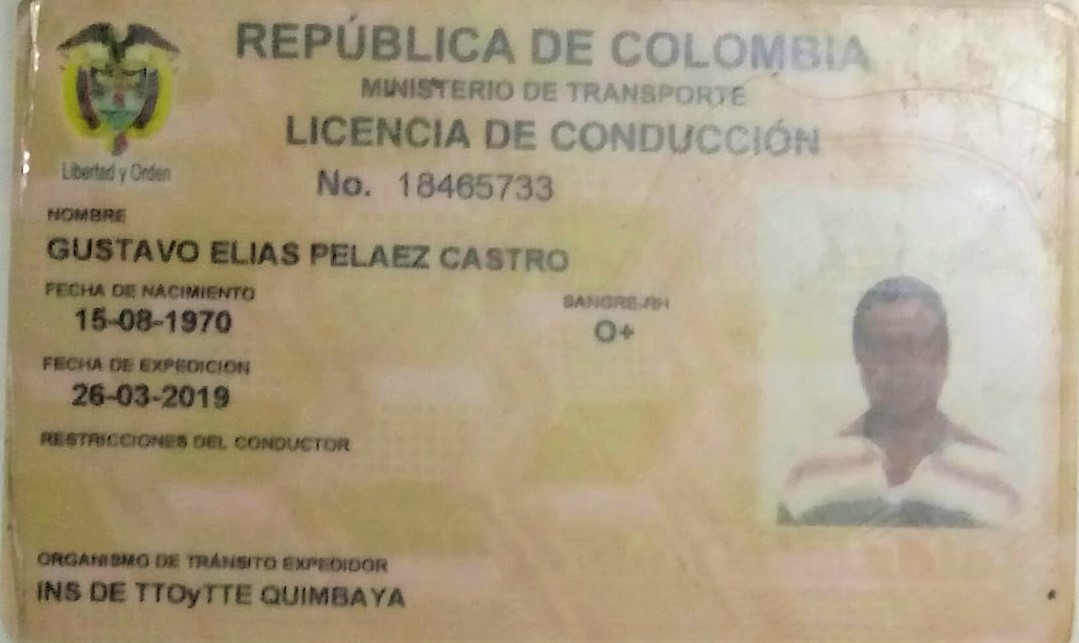 REPÚBLICA DE COLOMBIA
MINISTERIO DE TRANSPORTE
LICENCIA DE CONDUCCIÓN
Libertad y Orden
No. 18465733
NOMBRE
GUSTAVO ELIAS PELAEZ CASTRO
FECHA DE NACIMIENTO
15-08-1970
SANGRE-RH
O+
FECHA DE EXPEDICION
26-03-2019
RESTRICCIONES DEL CONDUCTOR
ORGANISMO DE TRÁNSITO EXPEDIDOR
INS DE TTOyTTE QUIMBAYA